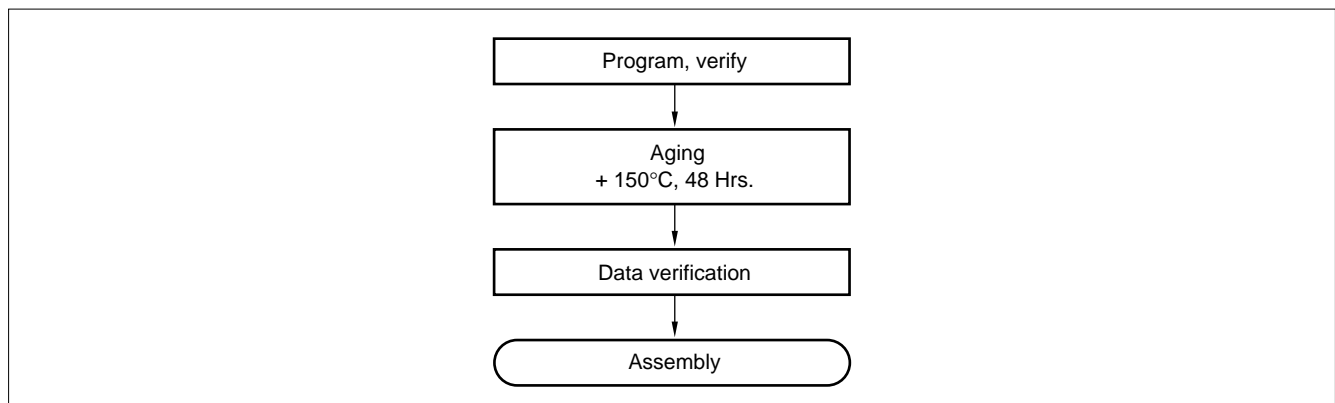 Program, verify
Aging
+ 150°C, 48 Hrs.
Data verification
Assembly